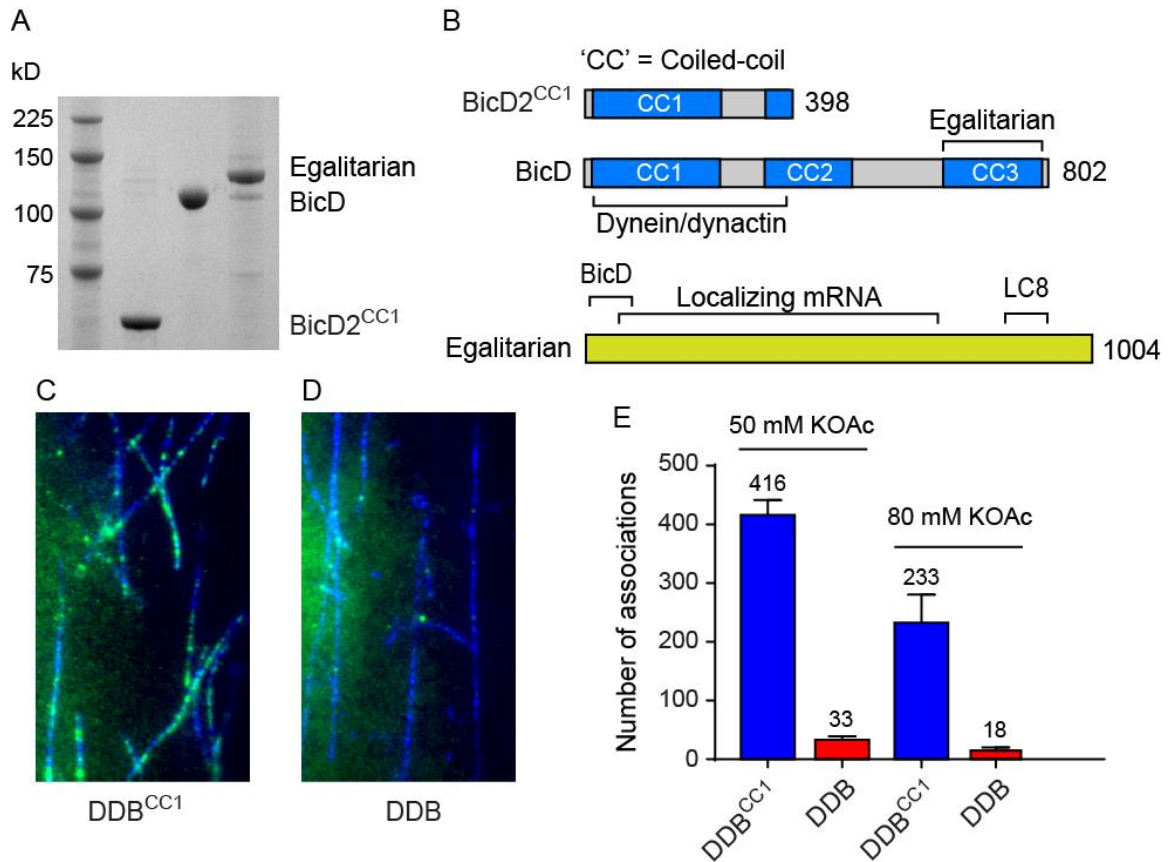 A
kD
225
150
100
75
Egalitarian
BicD
BicD2CC1
B
'CC' = Coiled-coil
BicD2CC1 CC1 398
Egalitarian
BicD CC1 CC2 CC3 802
Dynein/dynactin
BicD Localizing mRNA LC8
Egalitarian 1004
C
DDBCC1
D
DDB
E
50 mM KOAc
80 mM KOAc
Number of associations
500
400
300
200
100
0
416
33
233
18
DDBCC1
DDB
DDBCC1
DDB